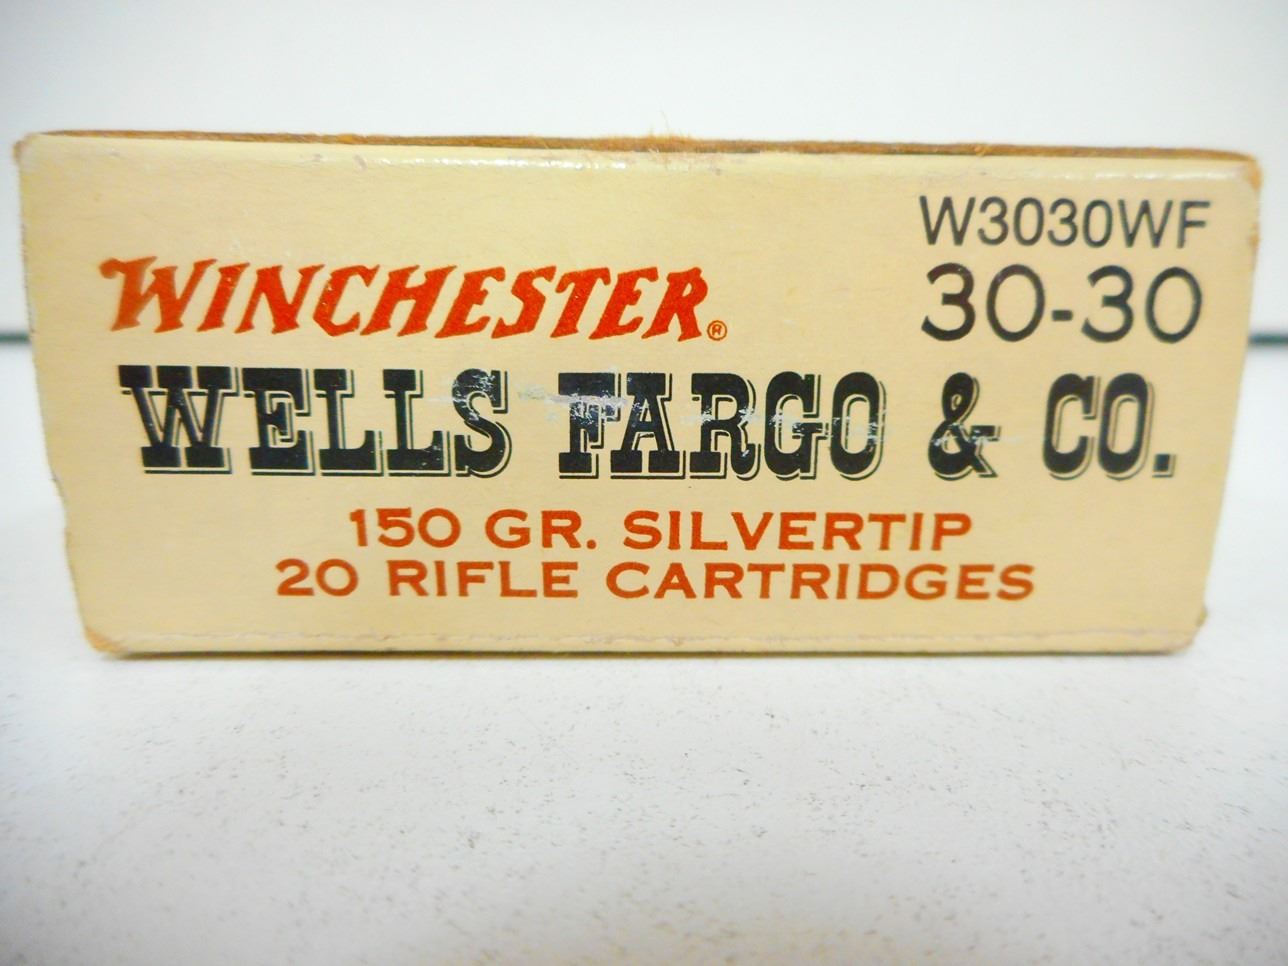 W3030WF
WINCHESTER® 30-30
WELLS FARGO & CO.
150 GR. SILVERTIP
20 RIFLE CARTRIDGES